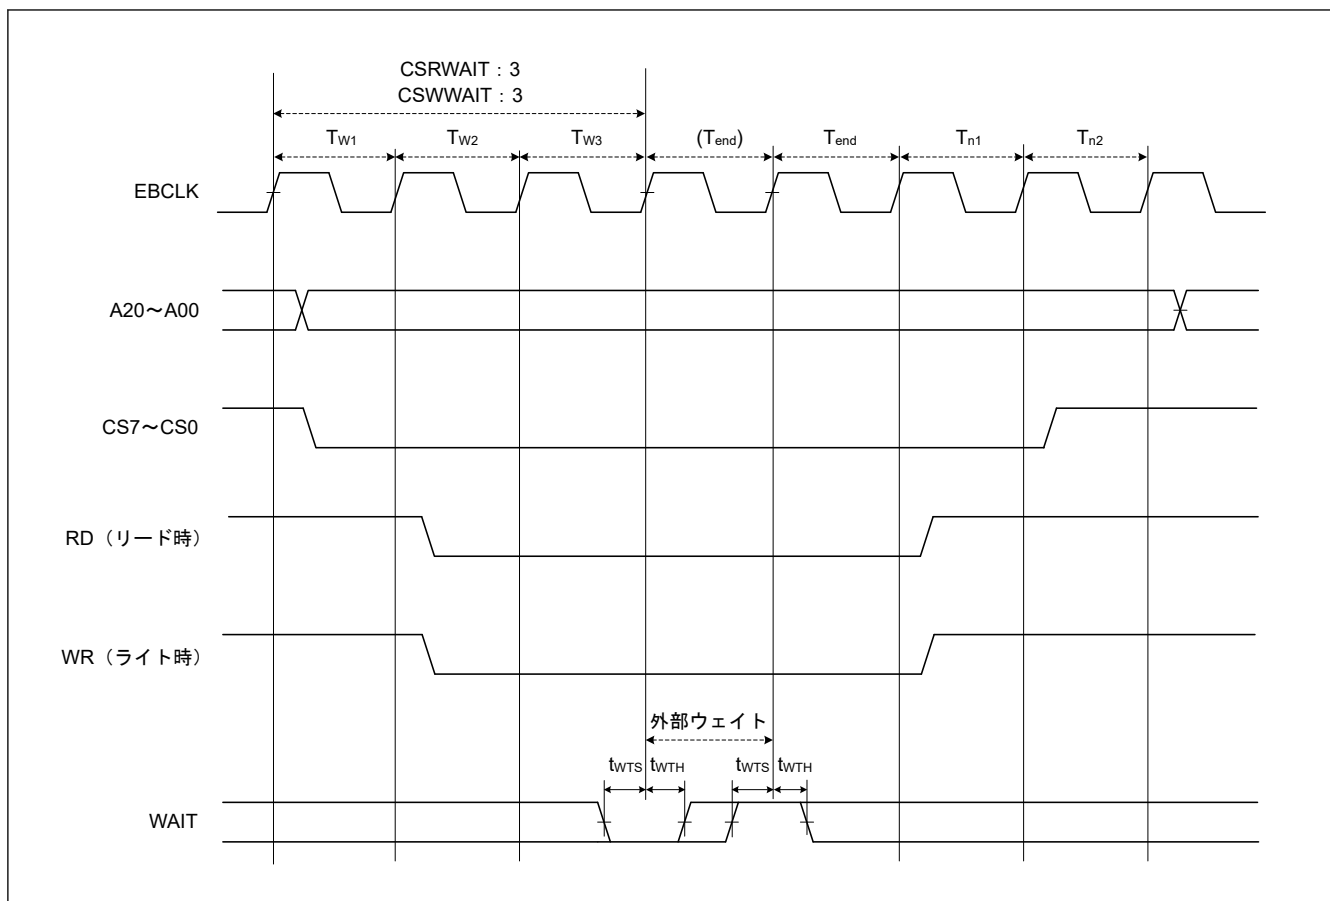 CSRWAIT：3
CSWWAIT：3
TW1 TW2 TW3 (Tend) Tend Tn1 Tn2
EBCLK
A20～A00
CS7～CS0
RD（リード時）
WR（ライト時）
外部ウェイト
tWTS tWTH tWTS tWTH
WAIT